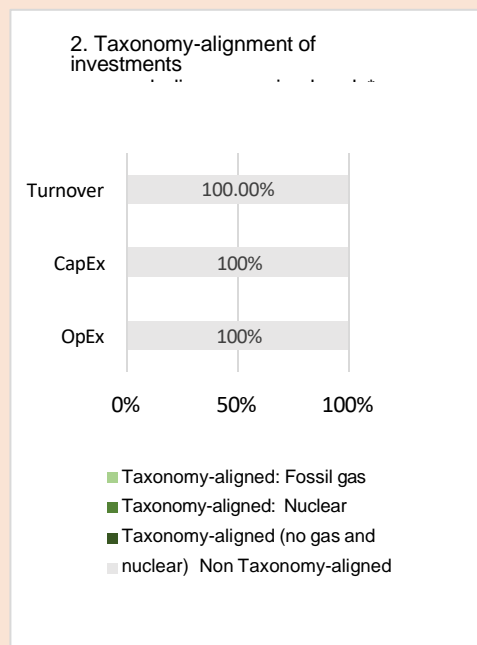 2. Taxonomy-alignment of
investments
Turnover
100.00%
CapEx
100%
OpEx
100%
0% 50% 100%
Taxonomy-aligned: Fossil gas
Taxonomy-aligned: Nuclear
Taxonomy-aligned (no gas and
nuclear) Non Taxonomy-aligned